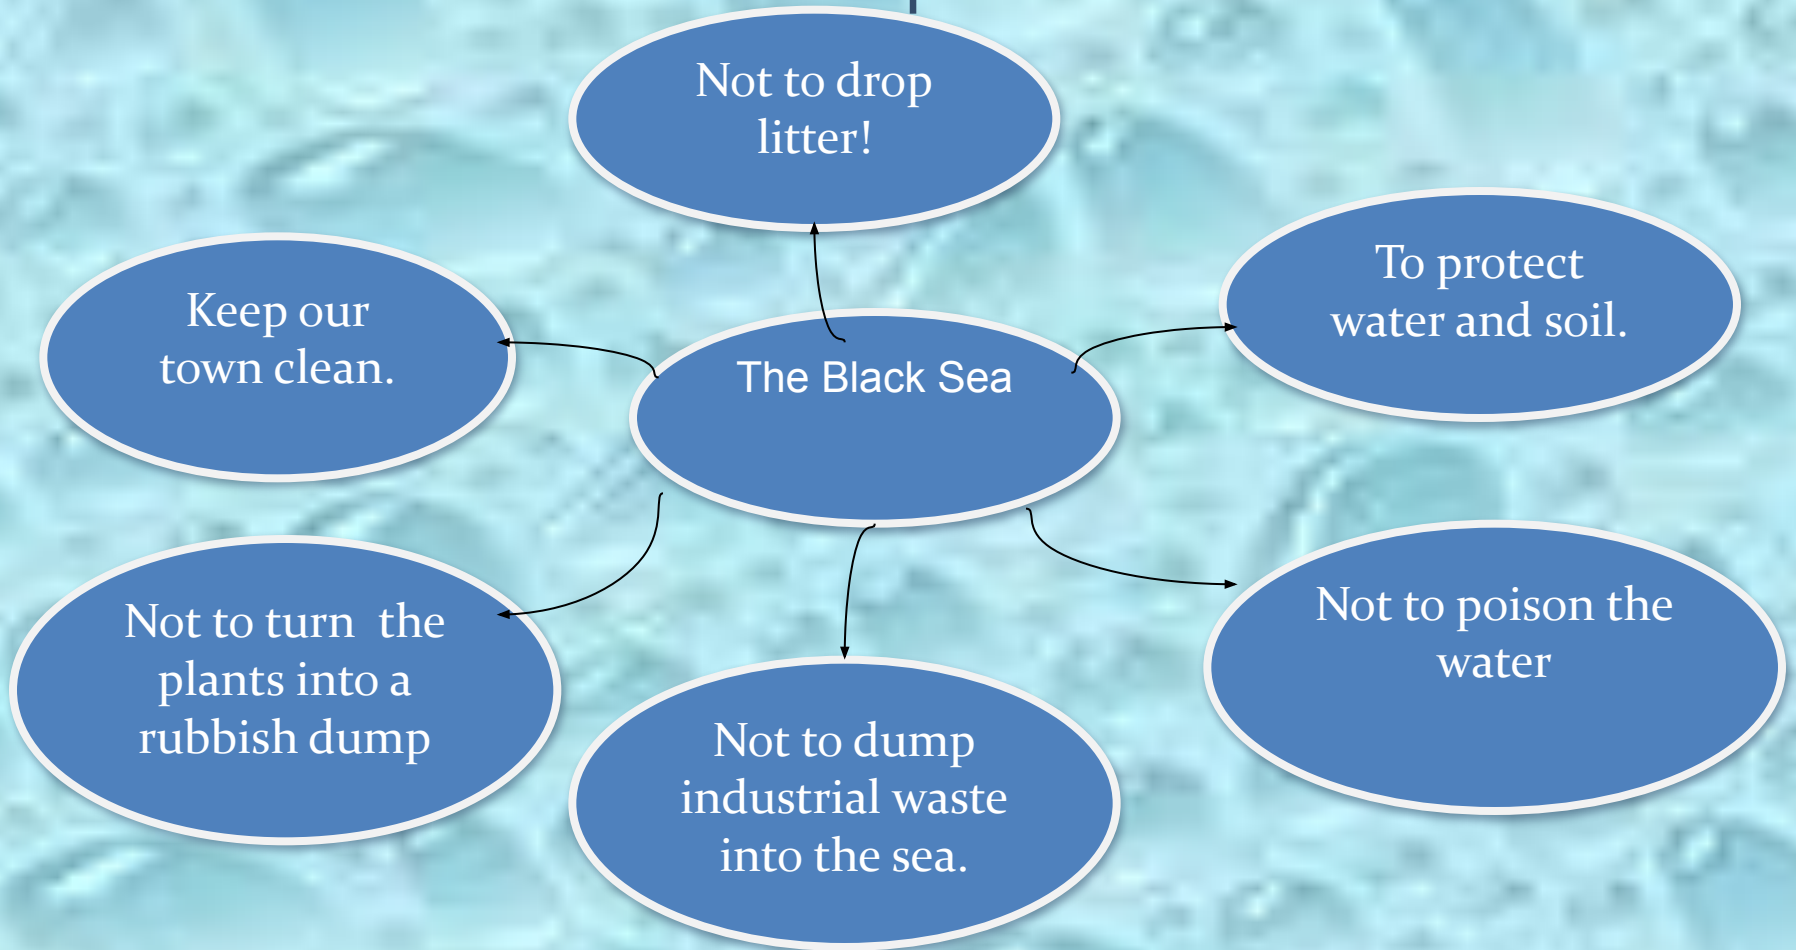 Not to drop
litter!
To protect
water and soil.
Keep our
town clean.
The Black Sea
Not to turn  the
plants into a
rubbish dump
Not to dump
industrial waste
into the sea.
Not to poison the
water